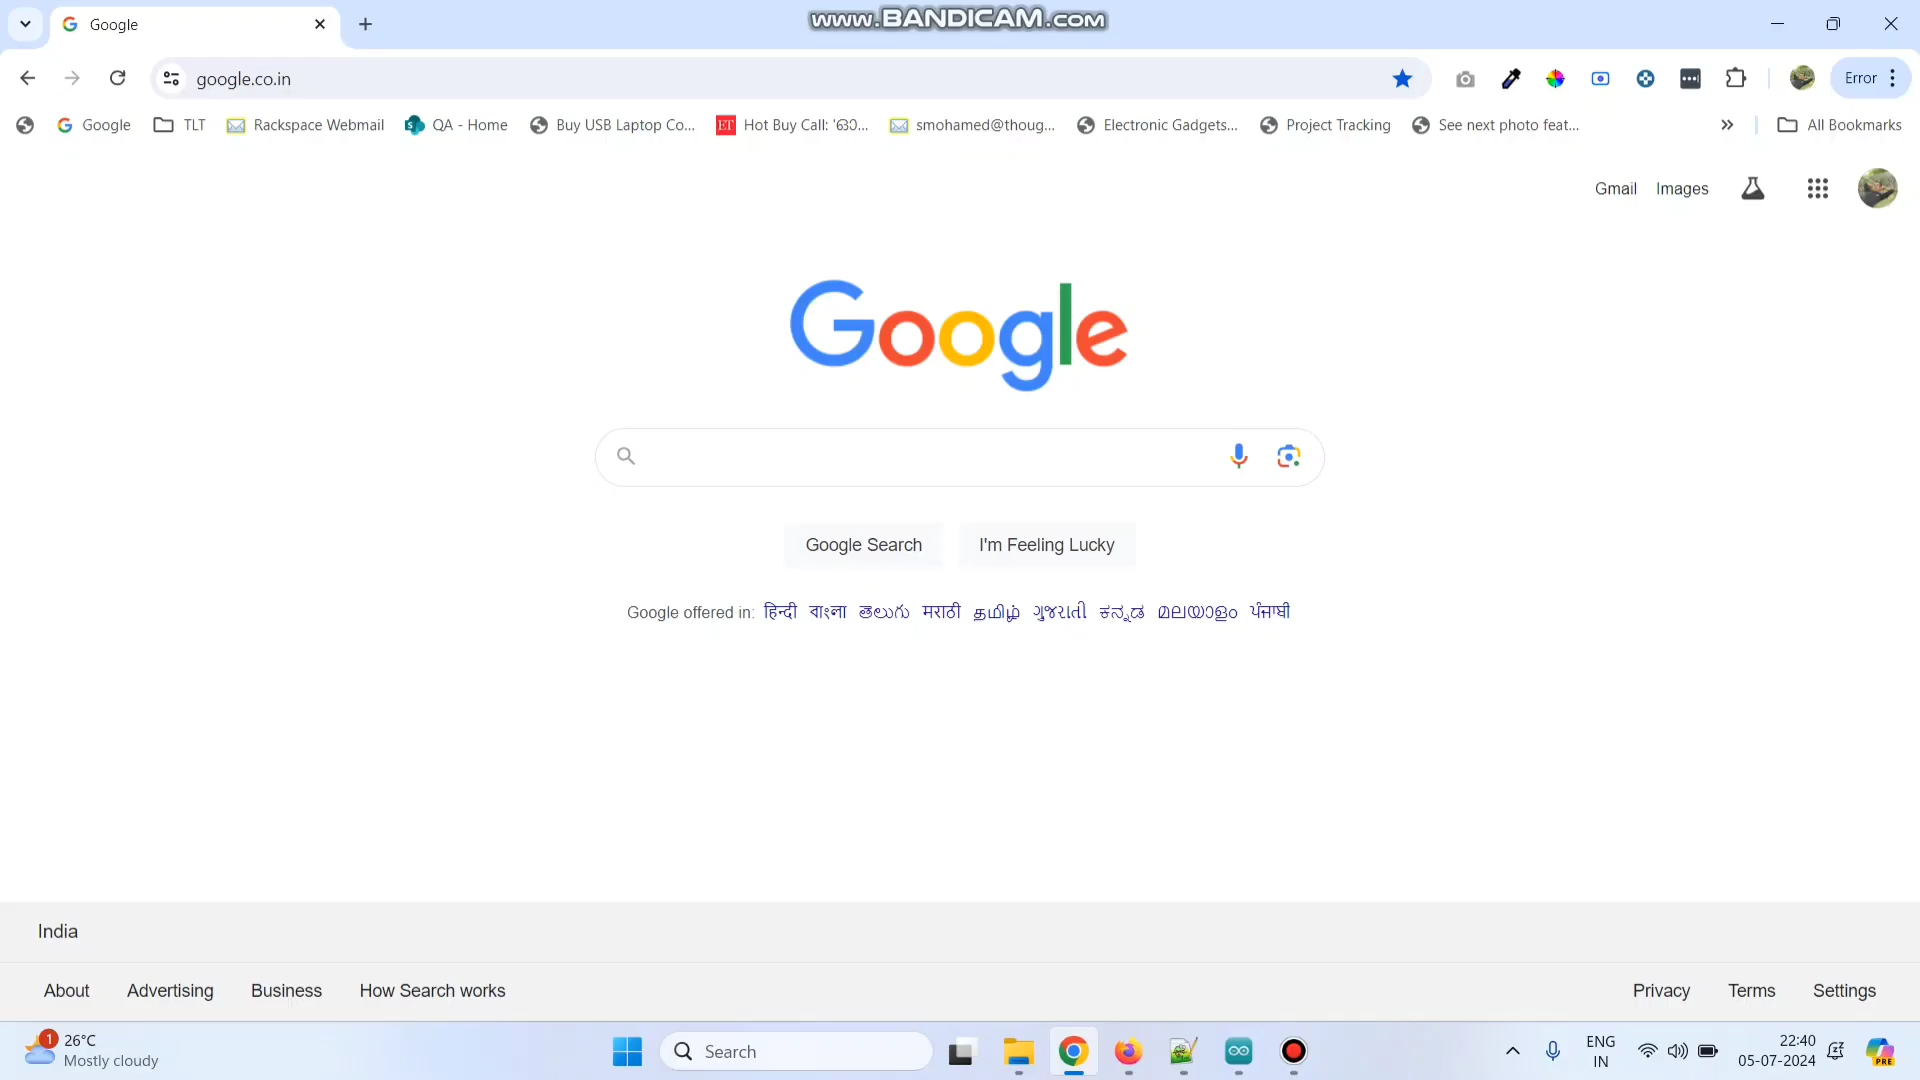 Google
www.BANDICAM.com
google.co.in
Error
Google
TLT
Rackspace Webmail
QA - Home
Buy USB Laptop Co...
ET
Hot Buy Call: 'ഓ...
smohamed@thoug...
Electronic Gadgets...
Project Tracking
See next photo feat...
All Bookmarks
Gmail
Images
Google
Google Search
I'm Feeling Lucky
Google offered in: हिन्दी বাংলা తెలుగు मराठी தமிழ் ગુજરાતી ಕನ್ನಡ മലയാളം ਪੰਜਾਬੀ
India
About
Advertising
Business
How Search works
Privacy
Terms
Settings
1
26°C
Mostly cloudy
Search
ENG
IN
22:40
05-07-2024
PRE